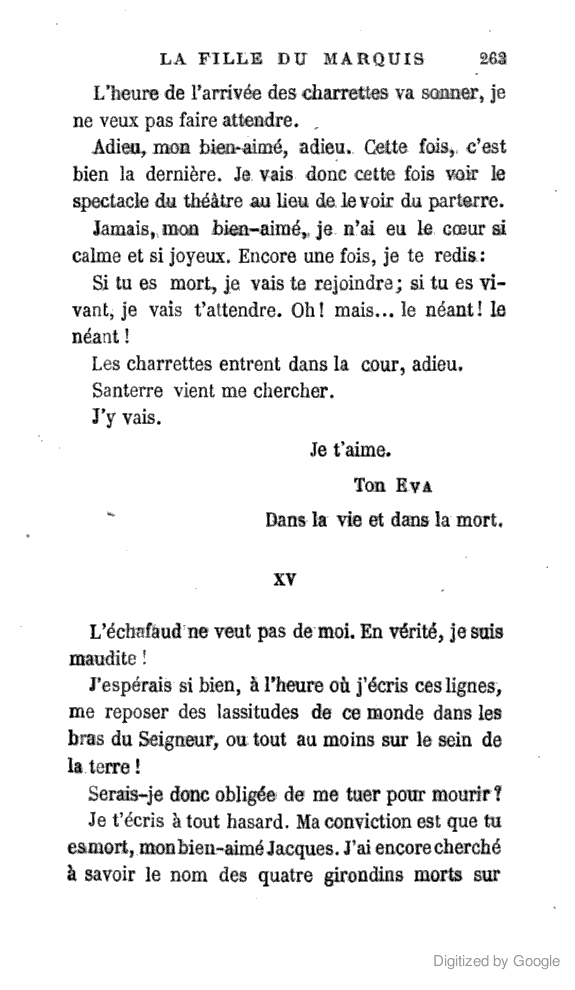 LA FILLE DU MARQUIS 263
L'heure de l'arrivée des charrettes va sonner, je
ne veux pas faire attendre.
Adieu, mon bien-aimé, adieu. Cette fois, c'est
bien la dernière. Je vais donc cette fois voir le
spectacle du théâtre au lieu de le voir du parterre.
Jamais, mon bien-aimé, je n'ai eu le cœur si
calme et si joyeux. Encore une fois, je te redis:
Si tu es mort, je vais te rejoindre; si tu es vi-
vant, je vais t'attendre. Oh! mais... le néant! le
néant!
Les charrettes entrent dans la cour, adieu.
Santerre vient me chercher.
J'y vais.
Je t'aime.
Ton EVA
Dans la vie et dans la mort.
XV
L'échafaud ne veut pas de moi. En vérité, je suis
maudite!
J'espérais si bien, à l'heure où j'écris ces lignes,
me reposer des lassitudes de ce monde dans les
bras du Seigneur, ou tout au moins sur le sein de
la terre!
Serais-je donc obligée de me tuer pour mourir?
Je t'écris à tout hasard. Ma conviction est que tu
es mort, mon bien-aimé Jacques. J'ai encore cherché
à savoir le nom des quatre girondins morts sur
Digitized by Google